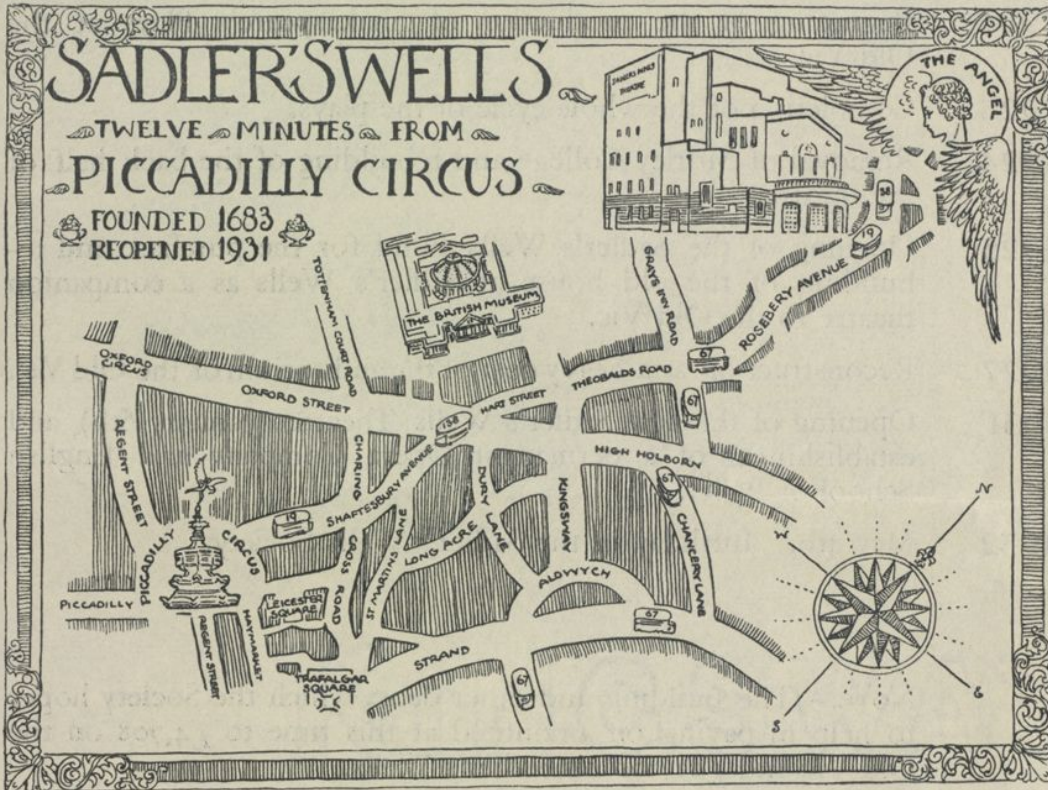 SADLER'S WELLS
TWELVE MINUTES FROM
PICCADILLY CIRCUS
FOUNDED 1683
REOPENED 1931
SADLERS WELLS
THEATRE
THE ANGEL
38
19
ROSEBERY AVENUE
GRAYS INN ROAD
TOTTENHAM COURT ROAD
THE BRITISH MUSEUM
67
THEOBALDS ROAD
OXFORD
CIRCUS
OXFORD STREET
HART STREET
67
REGENT STREET
CHARING
CROSS
ROAD
SHAFTESBURY AVENUE
HIGH HOLBORN
67
19
DRURY LANE
KINGSWAY
CHANCERY LANE
ST MARTINS LANE
LONG ACRE
PICCADILLY
CIRCUS
ALDWYCH
PICCADILLY
LEICESTER
SQUARE
67
REGENT STREET
HAYMARKET
STRAND
TRAFALGAR
SQUARE
67
N
W
E
S